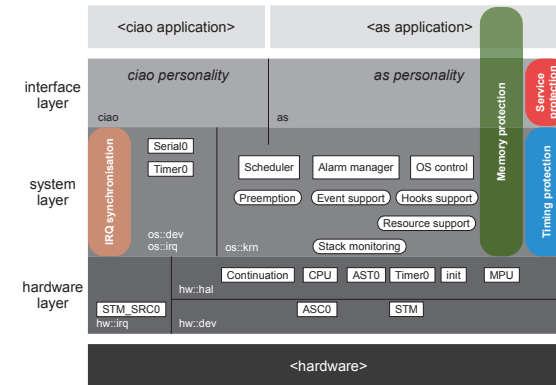 <ciao application>
<as application>
interface
layer
ciao personality
as personality
ciao
as
Memory protection
Service
protection
system
layer
IRQ synchronisation
Serial0
Timer0
os::dev
os::irq
Scheduler
Alarm manager
OS control
Preemption
Event support
Hooks support
Resource support
Stack monitoring
os::krn
Timing protection
hardware
layer
Continuation
CPU
AST0
Timer0
init
MPU
hw::hal
STM_SRC0
ASC0
STM
hw::irq
hw::dev
<hardware>